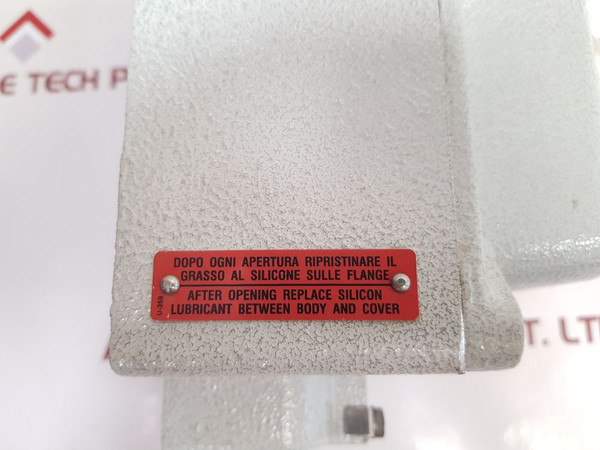 E TECH P
DOPO OGNI APERTURA RIPRISTINARE IL
GRASSO AL SILICONE SULLE FLANGE
AFTER OPENING REPLACE SILICON
LUBRICANT BETWEEN BODY AND COVER
U-359
T. LT